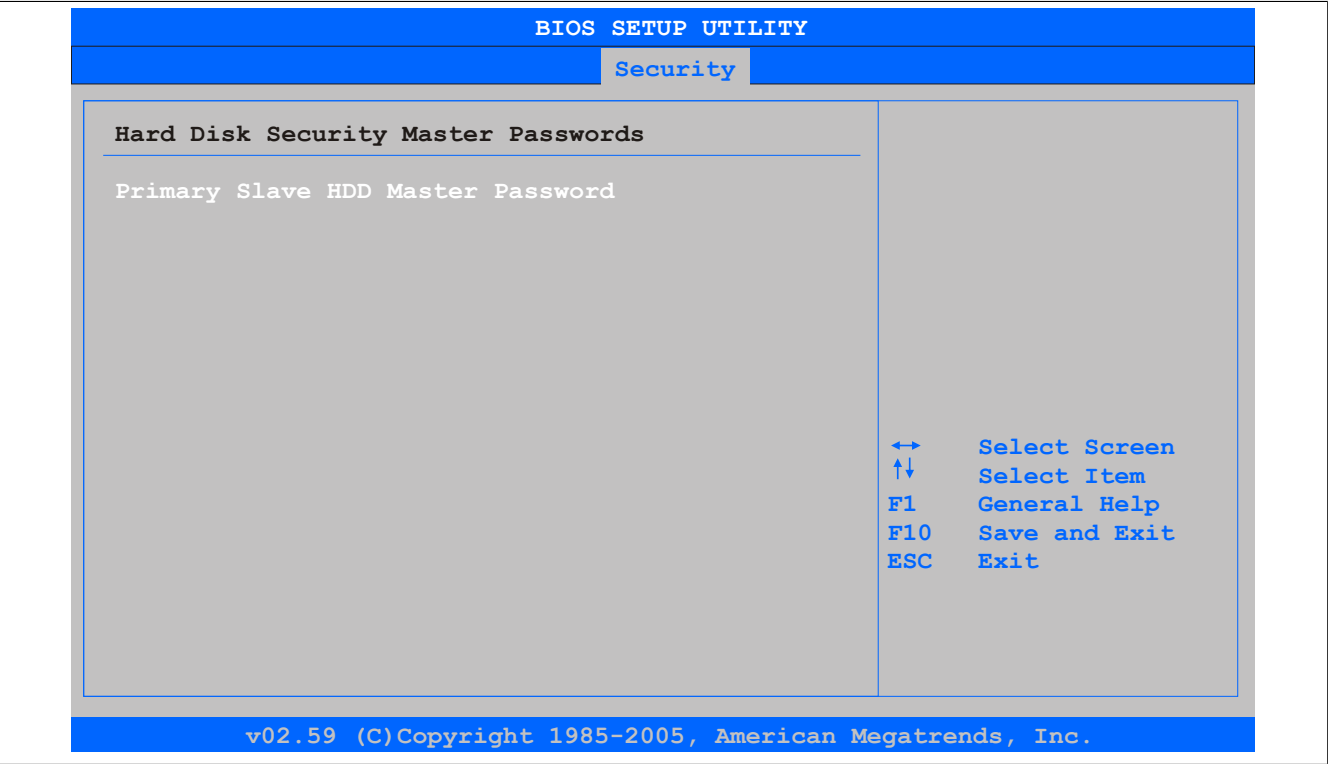 BIOS SETUP UTILITY
Security
Hard Disk Security Master Passwords
Primary Slave HDD Master Password
↔ Select Screen
↑↓ Select Item
F1 General Help
F10 Save and Exit
ESC Exit
v02.59 (C)Copyright 1985-2005, American Megatrends, Inc.